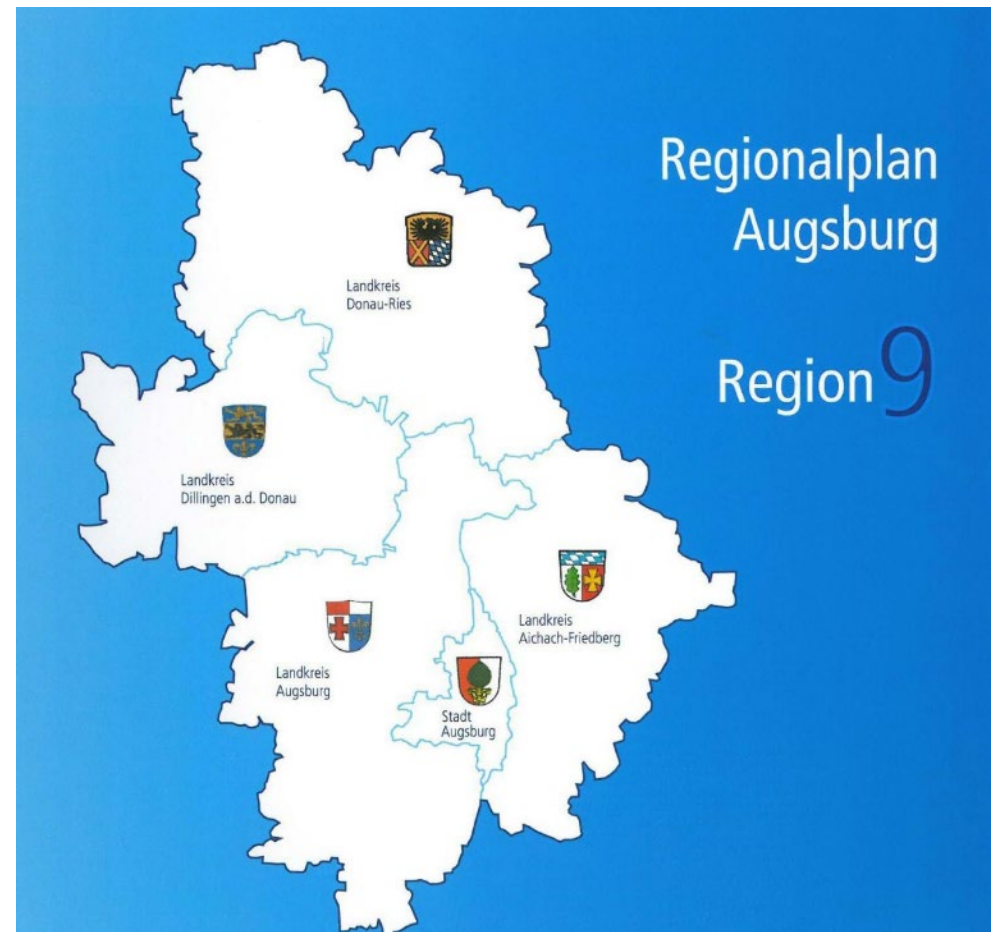 Regionalplan
Augsburg
Region 9
Landkreis
Donau-Ries
Landkreis
Dillingen a.d. Donau
Landkreis
Aichach-Friedberg
Landkreis
Augsburg
Stadt
Augsburg